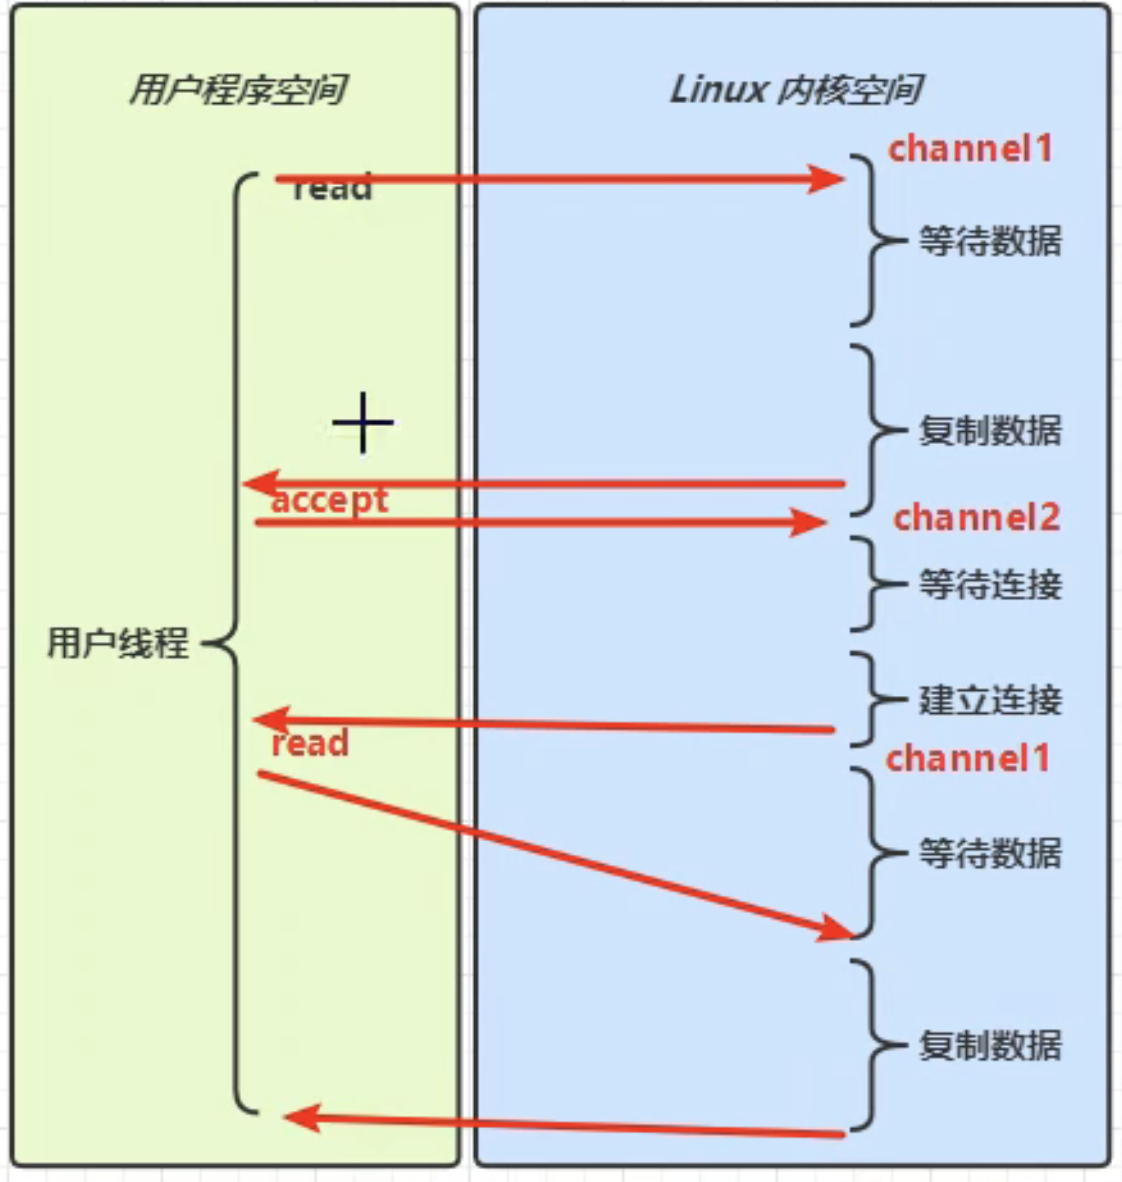 用户程序空间
Linux 内核空间
channel1
read
等待数据
复制数据
accept
channel2
等待连接
用户线程
建立连接
read
channel1
等待数据
复制数据